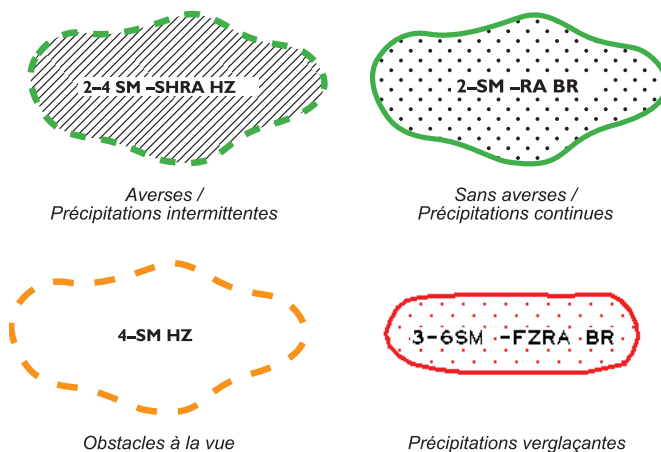 2–4 SM –SHRA HZ
2–SM –RA BR
Averses /
Précipitations intermittentes
Sans averses /
Précipitations continues
4–SM HZ
3-6SM -FZRA BR
Obstacles à la vue
Précipitations verglaçantes